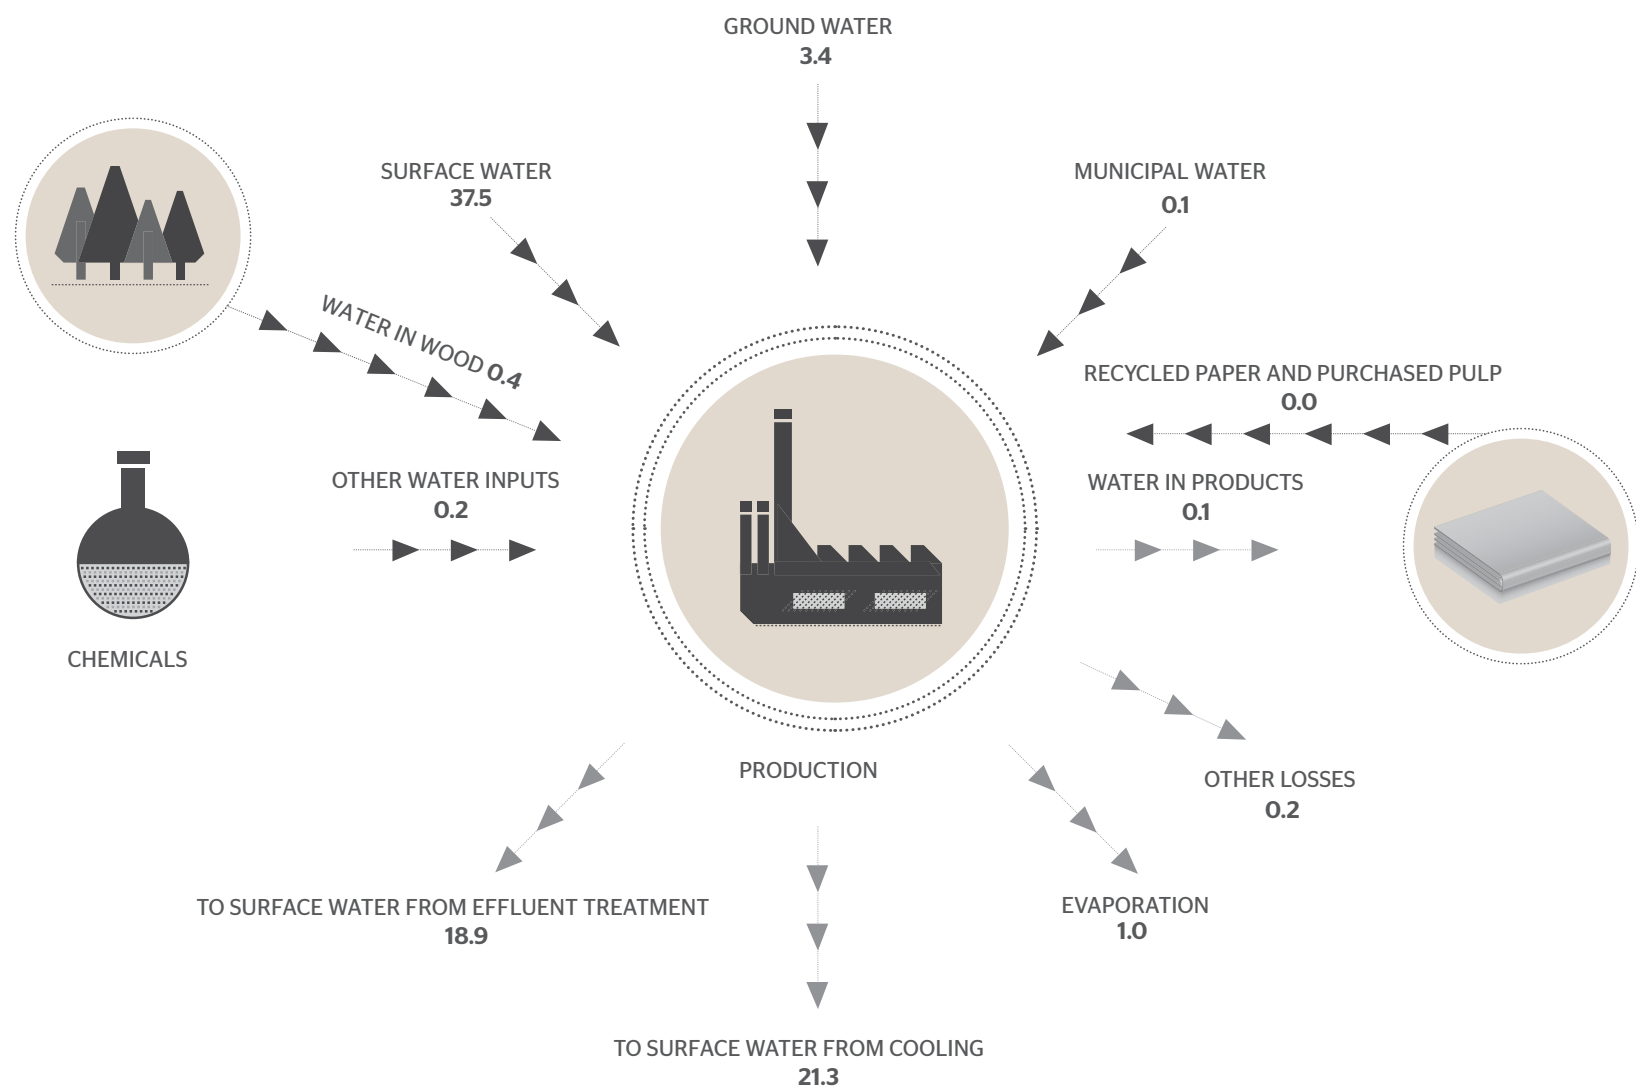 GROUND WATER
3.4
SURFACE WATER
37.5
MUNICIPAL WATER
0.1
WATER IN WOOD 0.4
RECYCLED PAPER AND PURCHASED PULP
0.0
OTHER WATER INPUTS
0.2
WATER IN PRODUCTS
0.1
CHEMICALS
PRODUCTION
OTHER LOSSES
0.2
TO SURFACE WATER FROM EFFLUENT TREATMENT
18.9
EVAPORATION
1.0
TO SURFACE WATER FROM COOLING
21.3